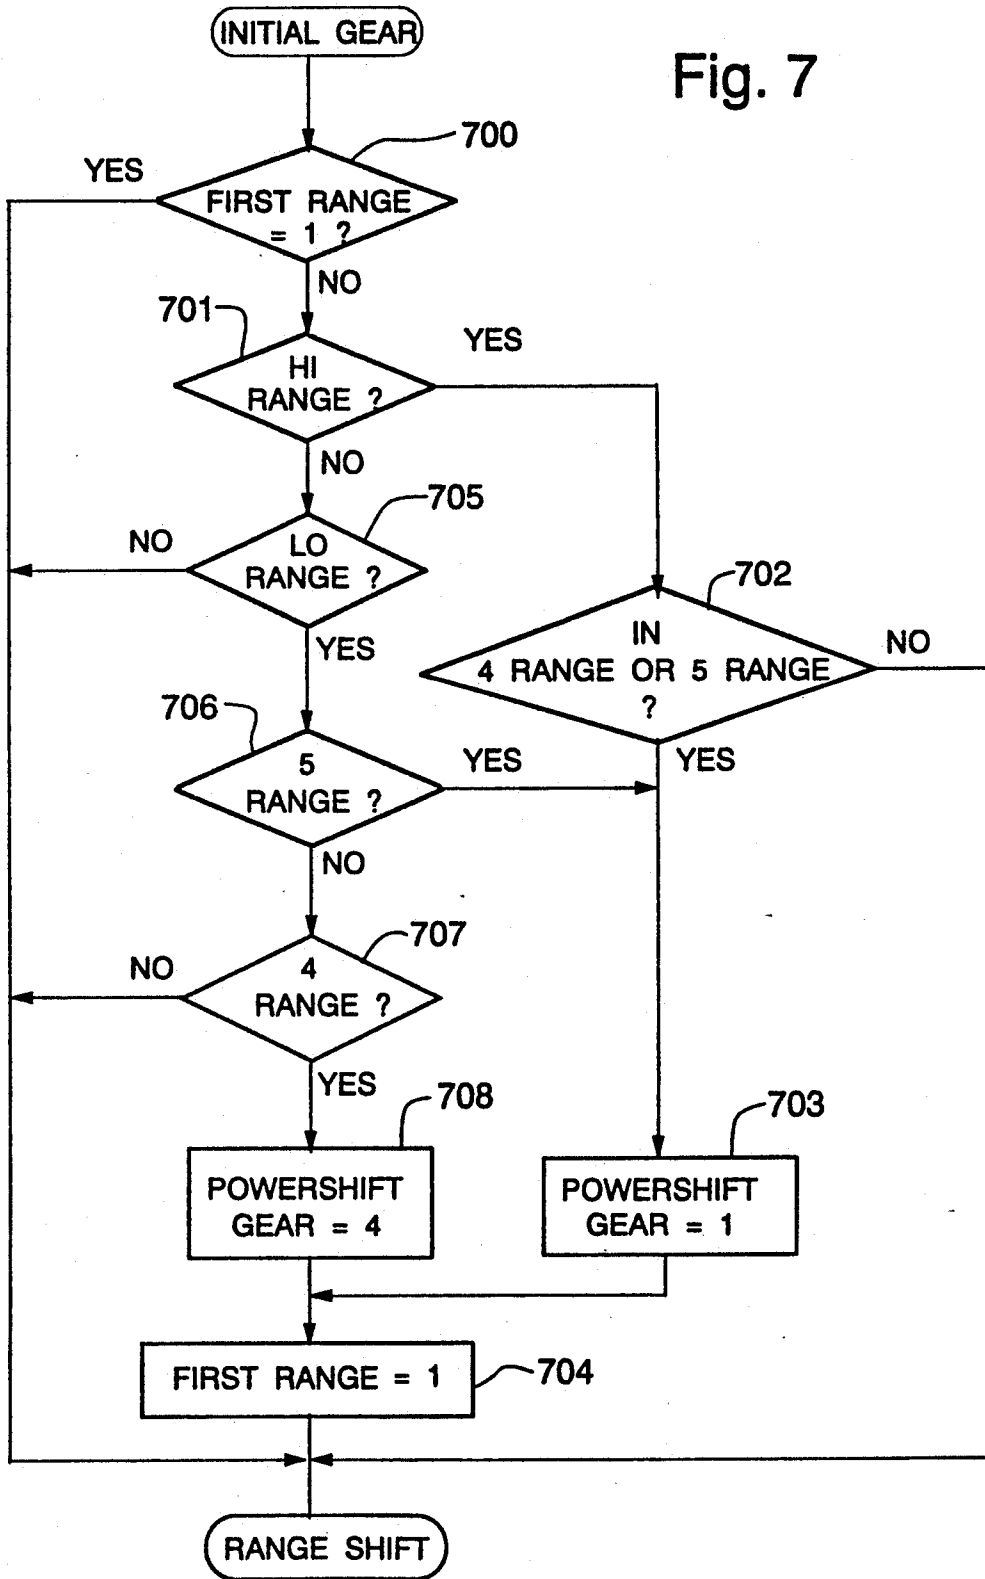 INITIAL GEAR
Fig. 7
700
YES
FIRST RANGE
= 1 ?
NO
701
YES
HI
RANGE ?
NO
705
NO
LO
RANGE ?
YES
702
IN
4 RANGE OR 5 RANGE
?
NO
YES
706
5
RANGE ?
YES
NO
707
NO
4
RANGE ?
YES
708
POWERSHIFT
GEAR = 4
703
POWERSHIFT
GEAR = 1
FIRST RANGE = 1
704
RANGE SHIFT